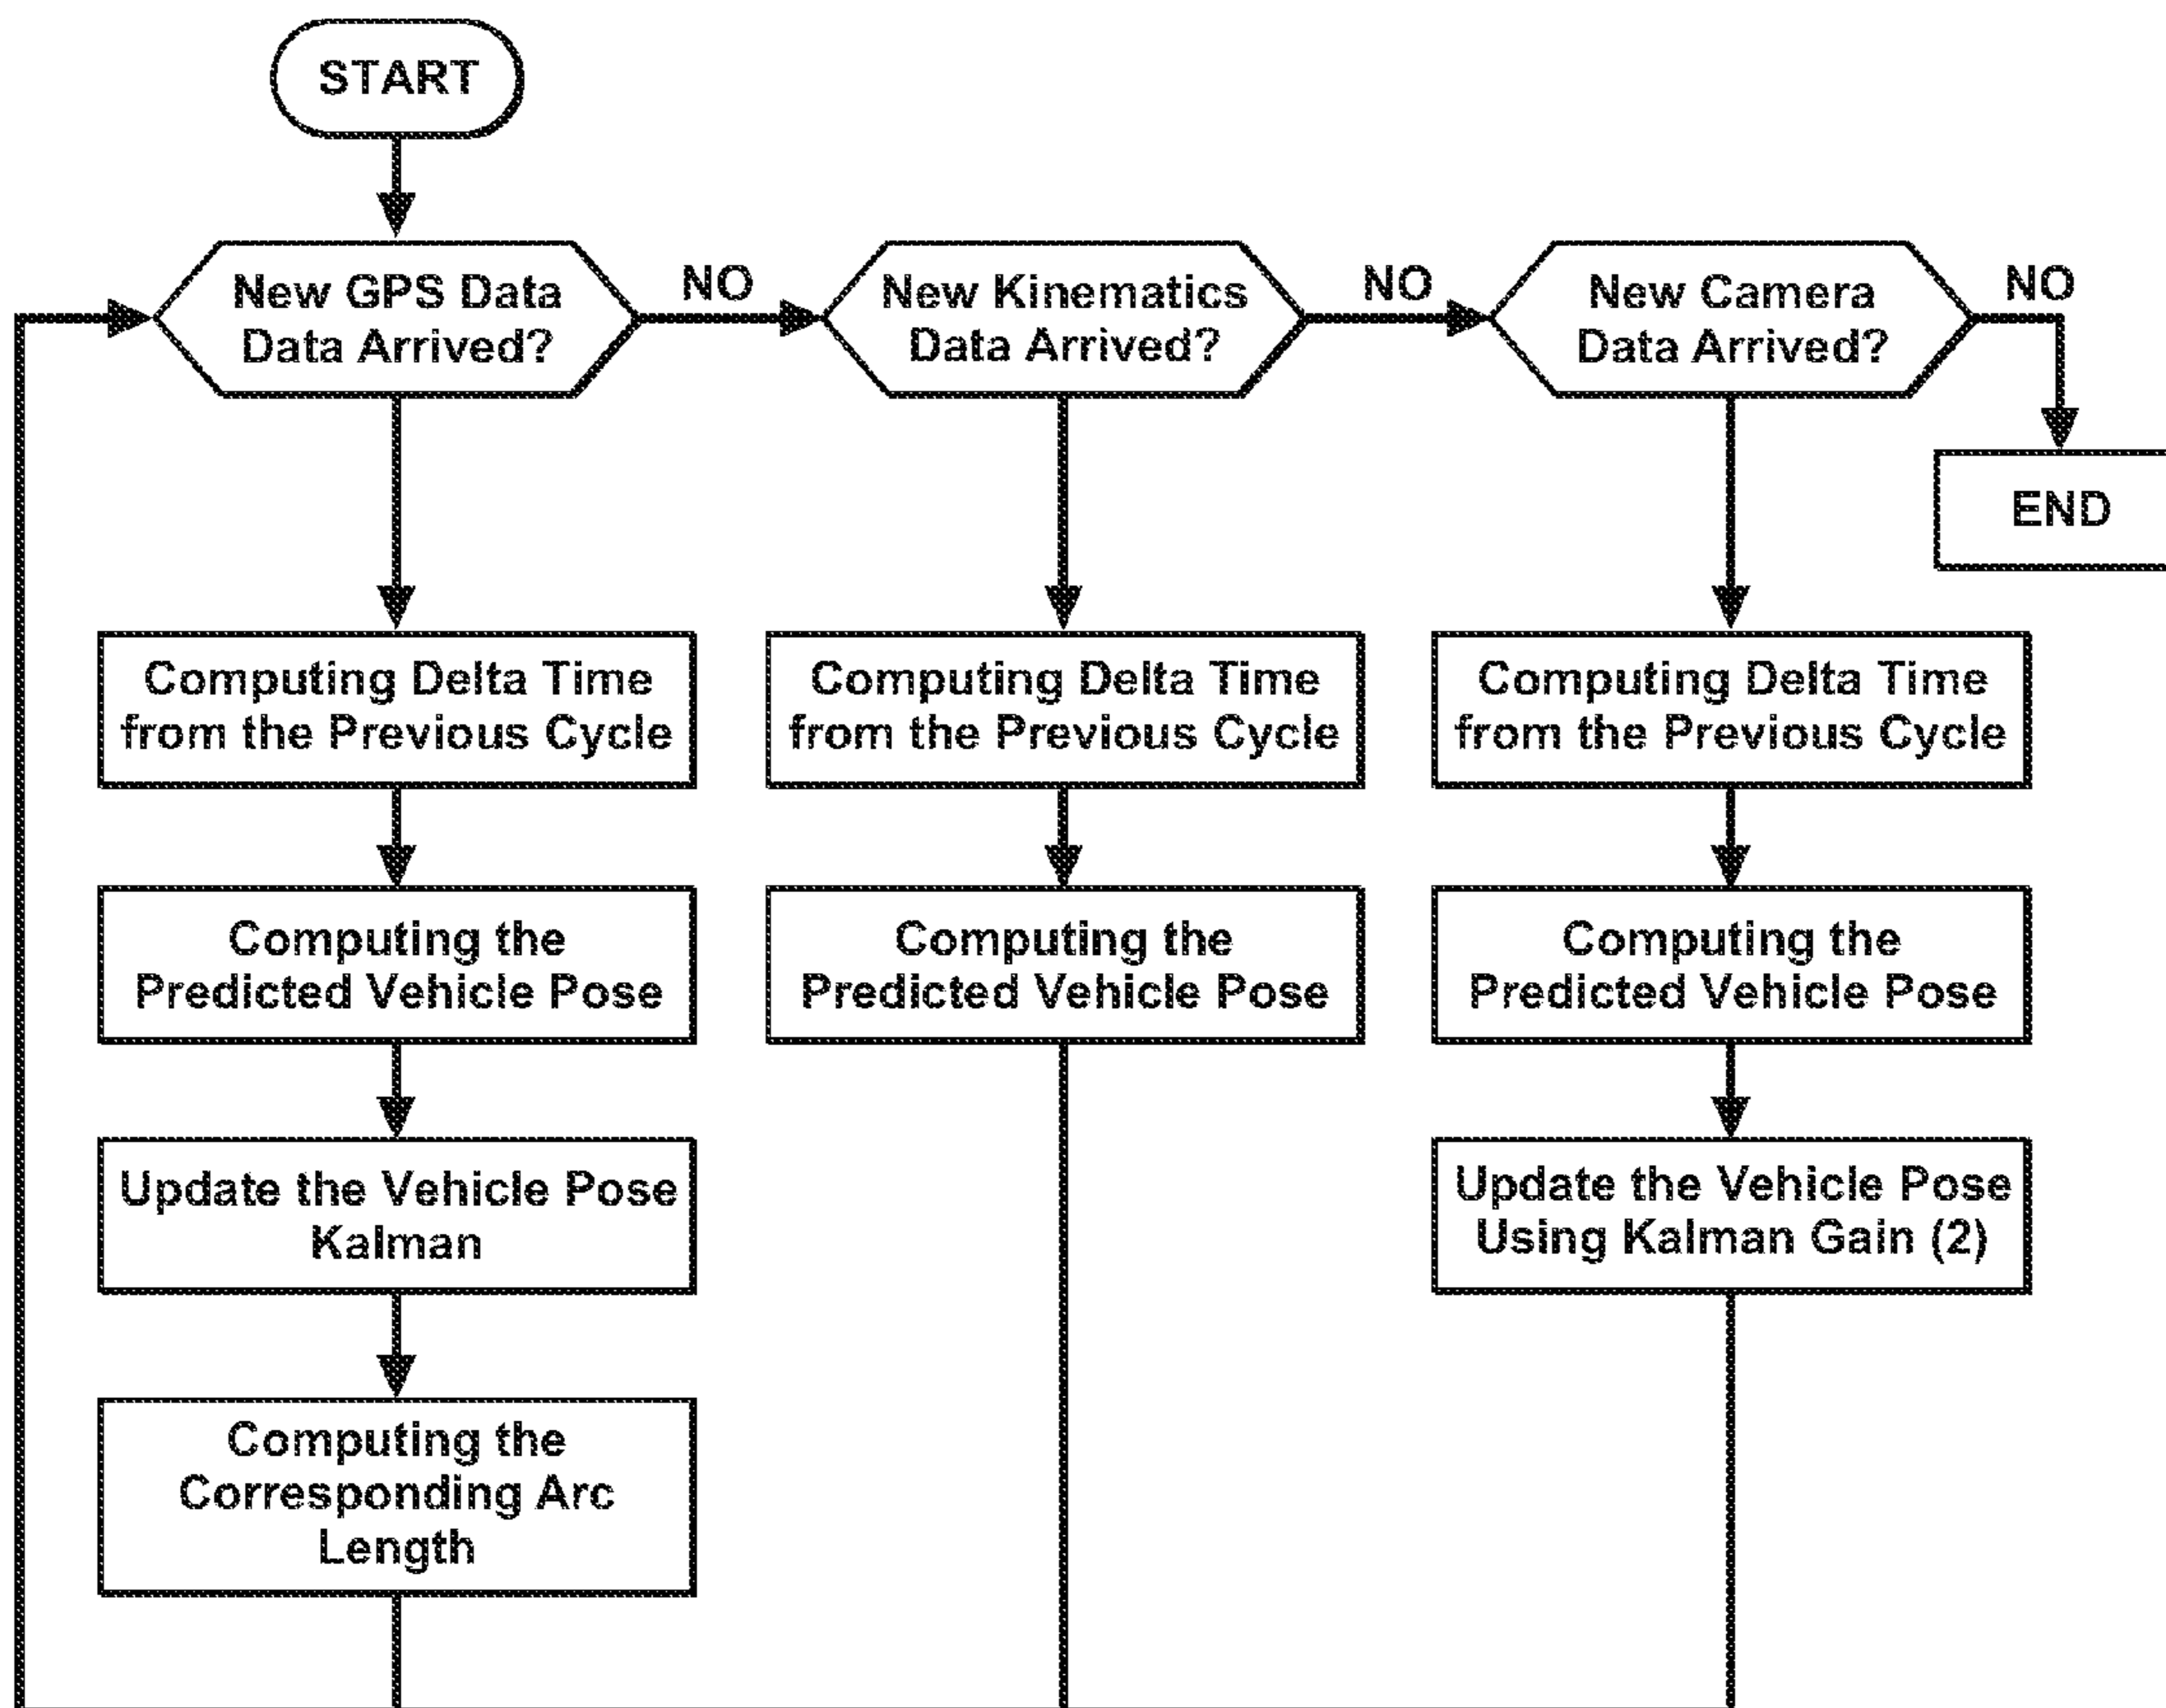 START
New GPS Data
Data Arrived?
NO
New Kinematics
Data Arrived?
NO
New Camera
Data Arrived?
NO
END
Computing Delta Time
from the Previous Cycle
Computing Delta Time
from the Previous Cycle
Computing Delta Time
from the Previous Cycle
Computing the
Predicted Vehicle Pose
Computing the
Predicted Vehicle Pose
Computing the
Predicted Vehicle Pose
Update the Vehicle Pose
Kalman
Update the Vehicle Pose
Using Kalman Gain (2)
Computing the
Corresponding Arc
Length